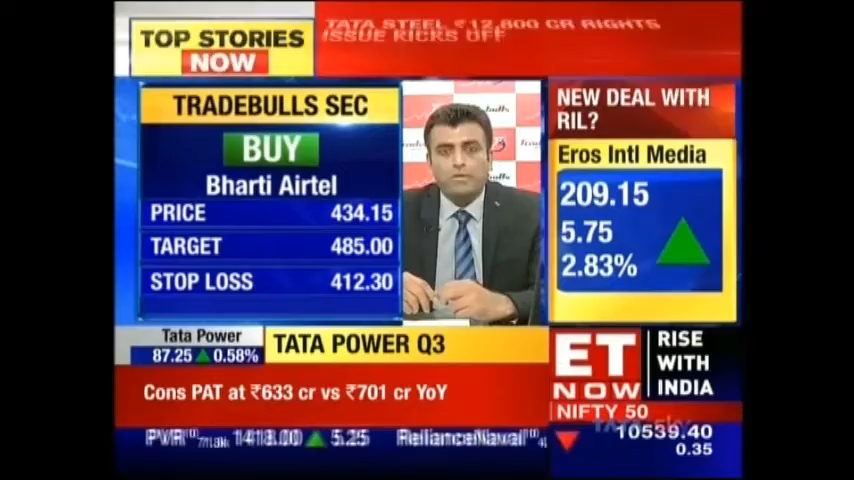 TOP STORIES
NOW
TATA STEEL ₹12,800 CR RIGHTS
ISSUE KICKS OFF
TRADEBULLS SEC
BUY
Bharti Airtel
PRICE 434.15
TARGET 485.00
STOP LOSS 412.30
NEW DEAL WITH
RIL?
Eros Intl Media
209.15
5.75
2.83%
Tata Power
87.25 0.58%
TATA POWER Q3
Cons PAT at ₹633 cr vs ₹701 cr YoY
ET
NOW
RISE
WITH
INDIA
NIFTY 50
10539.40
0.35
PVR 1418.00 5.25 RelianceNaval